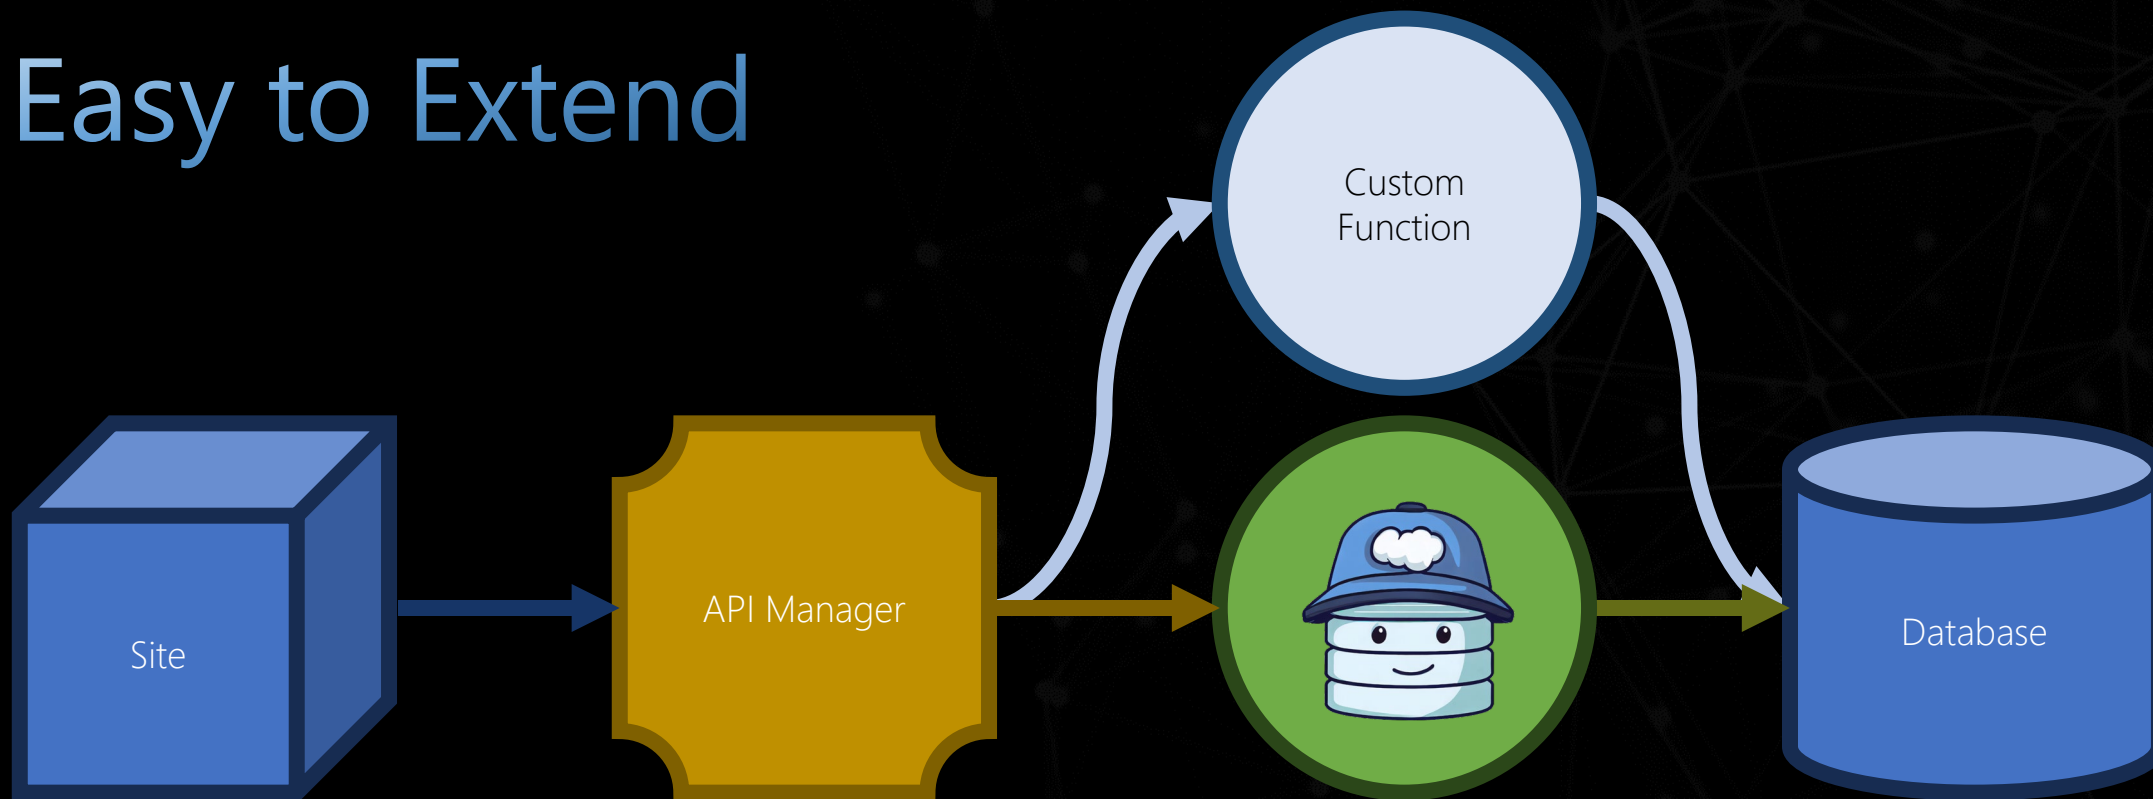 Easy to Extend
Custom
Function
Site
API Manager
Database